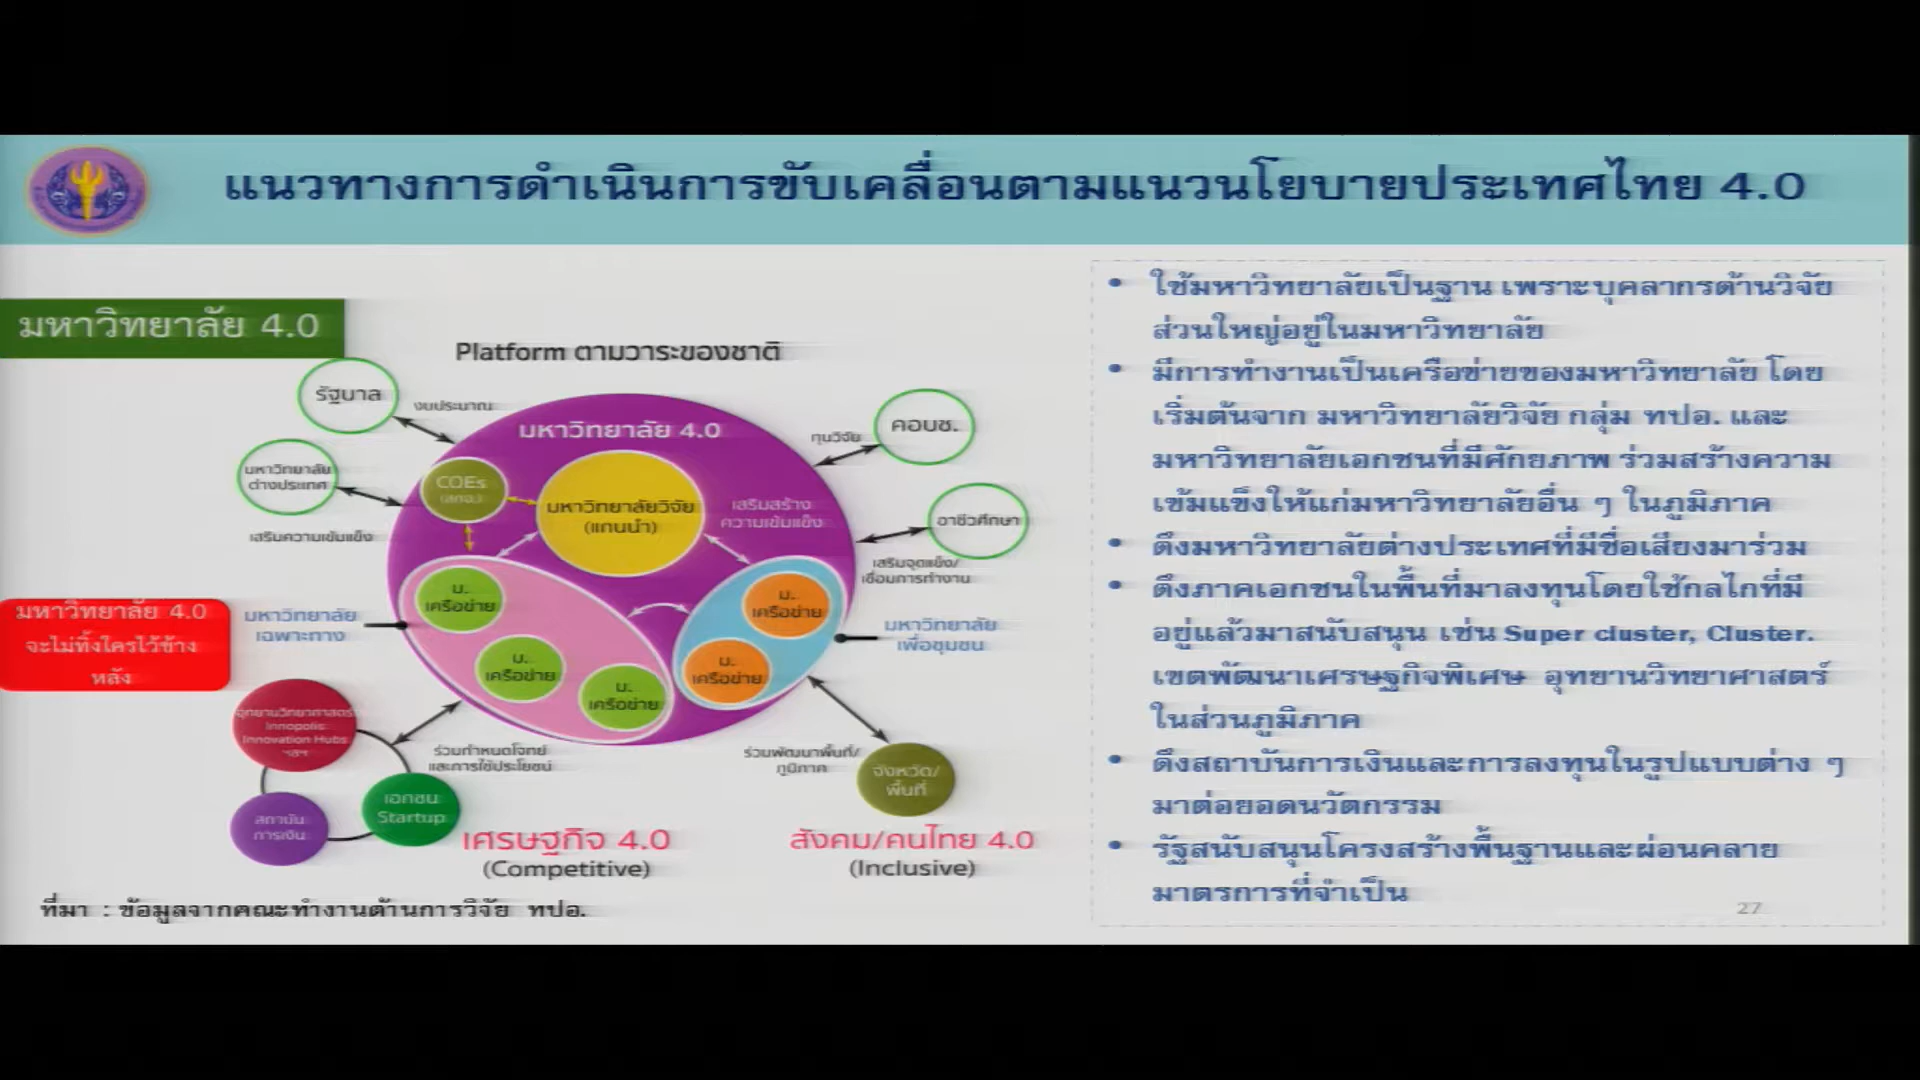 แนวทางการดำเนินการขับเคลื่อนตามแนวนโยบายประเทศไทย 4.0
มหาวิทยาลัย 4.0
Platform ตามวาระของชาติ
รัฐบาล
งบประมาณ
มหาวิทยาลัย 4.0
ทุนวิจัย
คอบช.
มหาวิทยาลัย
ต่างประเทศ
COEs
(สกอ.)
มหาวิทยาลัยวิจัย
(แกนนำ)
เสริมสร้าง
ความเข้มแข็ง
อาชีวศึกษา
เสริมความเข้มแข็ง
เสริมจุดแข็ง/
เชื่อมการทำงาน
ม.
เครือข่าย
ม.
เครือข่าย
มหาวิทยาลัย 4.0
จะไม่ทิ้งใครไว้ข้าง
หลัง
มหาวิทยาลัย
เฉพาะทาง
มหาวิทยาลัย
เพื่อชุมชน
ม.
เครือข่าย
ม.
เครือข่าย
ม.
เครือข่าย
อุทยานวิทยาศาสตร์
Innopolis
Innovation Hubs
ฯลฯ
ร่วมกำหนดโจทย์
และการใช้ประโยชน์
ร่วมพัฒนาพื้นที่/
ภูมิภาค
จังหวัด/
พื้นที่
สถาบัน
การเงิน
เอกชน
Startup
เศรษฐกิจ 4.0
(Competitive)
สังคม/คนไทย 4.0
(Inclusive)
ที่มา : ข้อมูลจากคณะทำงานด้านการวิจัย ทปอ.
• ใช้มหาวิทยาลัยเป็นฐาน เพราะบุคลากรด้านวิจัย
ส่วนใหญ่อยู่ในมหาวิทยาลัย
• มีการทำงานเป็นเครือข่ายของมหาวิทยาลัย โดย
เริ่มต้นจาก มหาวิทยาลัยวิจัย กลุ่ม ทปอ. และ
มหาวิทยาลัยเอกชนที่มีศักยภาพ ร่วมสร้างความ
เข้มแข็งให้แก่มหาวิทยาลัยอื่น ๆ ในภูมิภาค
• ดึงมหาวิทยาลัยต่างประเทศที่มีชื่อเสียงมาร่วม
• ดึงภาคเอกชนในพื้นที่มาลงทุนโดยใช้กลไกที่มี
อยู่แล้วมาสนับสนุน เช่น Super cluster, Cluster.
เขตพัฒนาเศรษฐกิจพิเศษ อุทยานวิทยาศาสตร์
ในส่วนภูมิภาค
• ดึงสถาบันการเงินและการลงทุนในรูปแบบต่าง ๆ
มาต่อยอดนวัตกรรม
• รัฐสนับสนุนโครงสร้างพื้นฐานและผ่อนคลาย
มาตรการที่จำเป็น
27